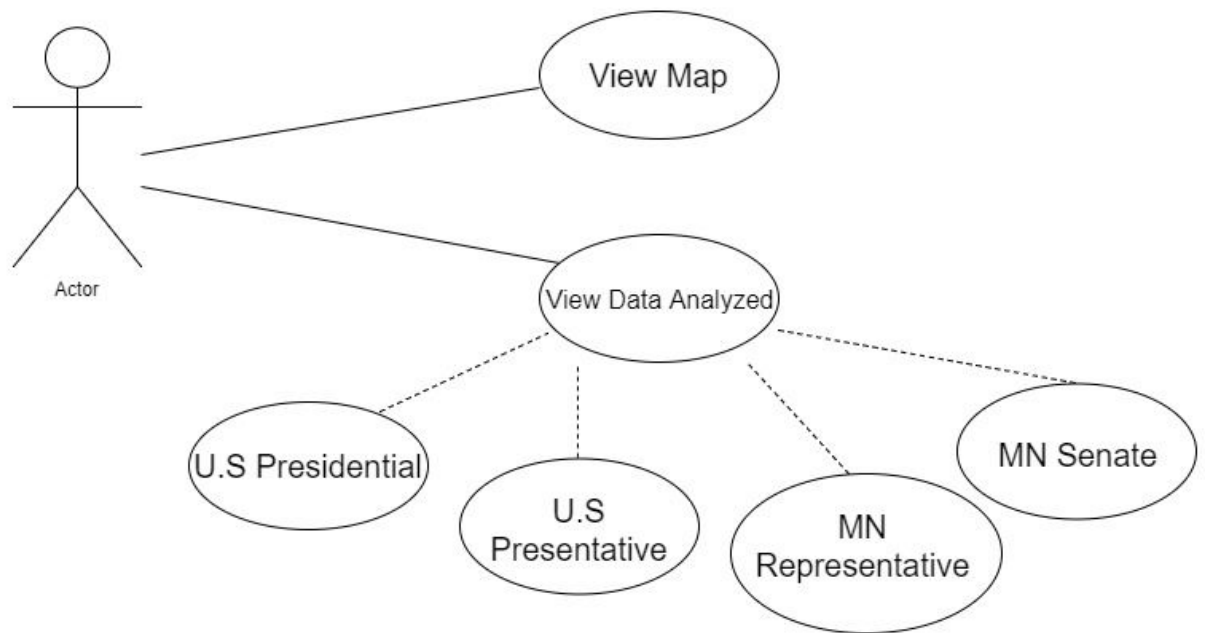 View Map
Actor
View Data Analyzed
U.S Presidential
U.S
Presentative
MN
Representative
MN Senate